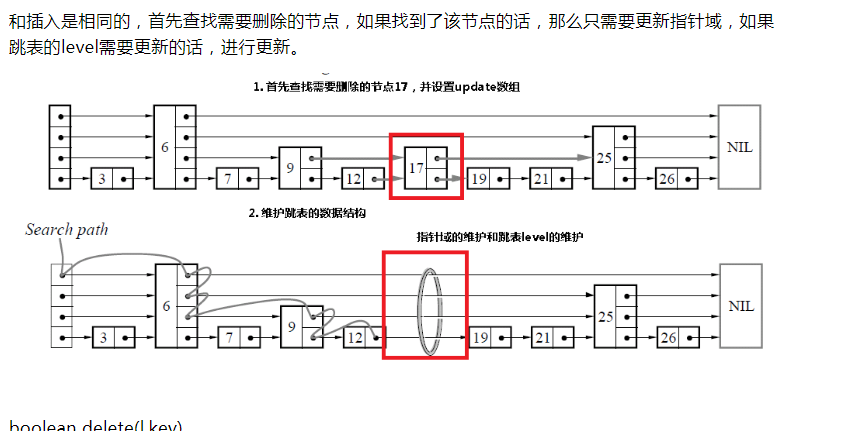 和插入是相同的，首先查找需要删除的节点，如果找到了该节点的话，那么只需要更新指针域，如果
跳表的level需要更新的话，进行更新。
1. 首先查找需要删除的节点17，并设置update数组
6
NIL
25
9
17
3
7
12
19
21
26
2. 维护跳表的数据结构
Search path
指针域的维护和跳表level的维护
6
NIL
25
9
3
7
12
19
21
26
boolean delete(l,key)